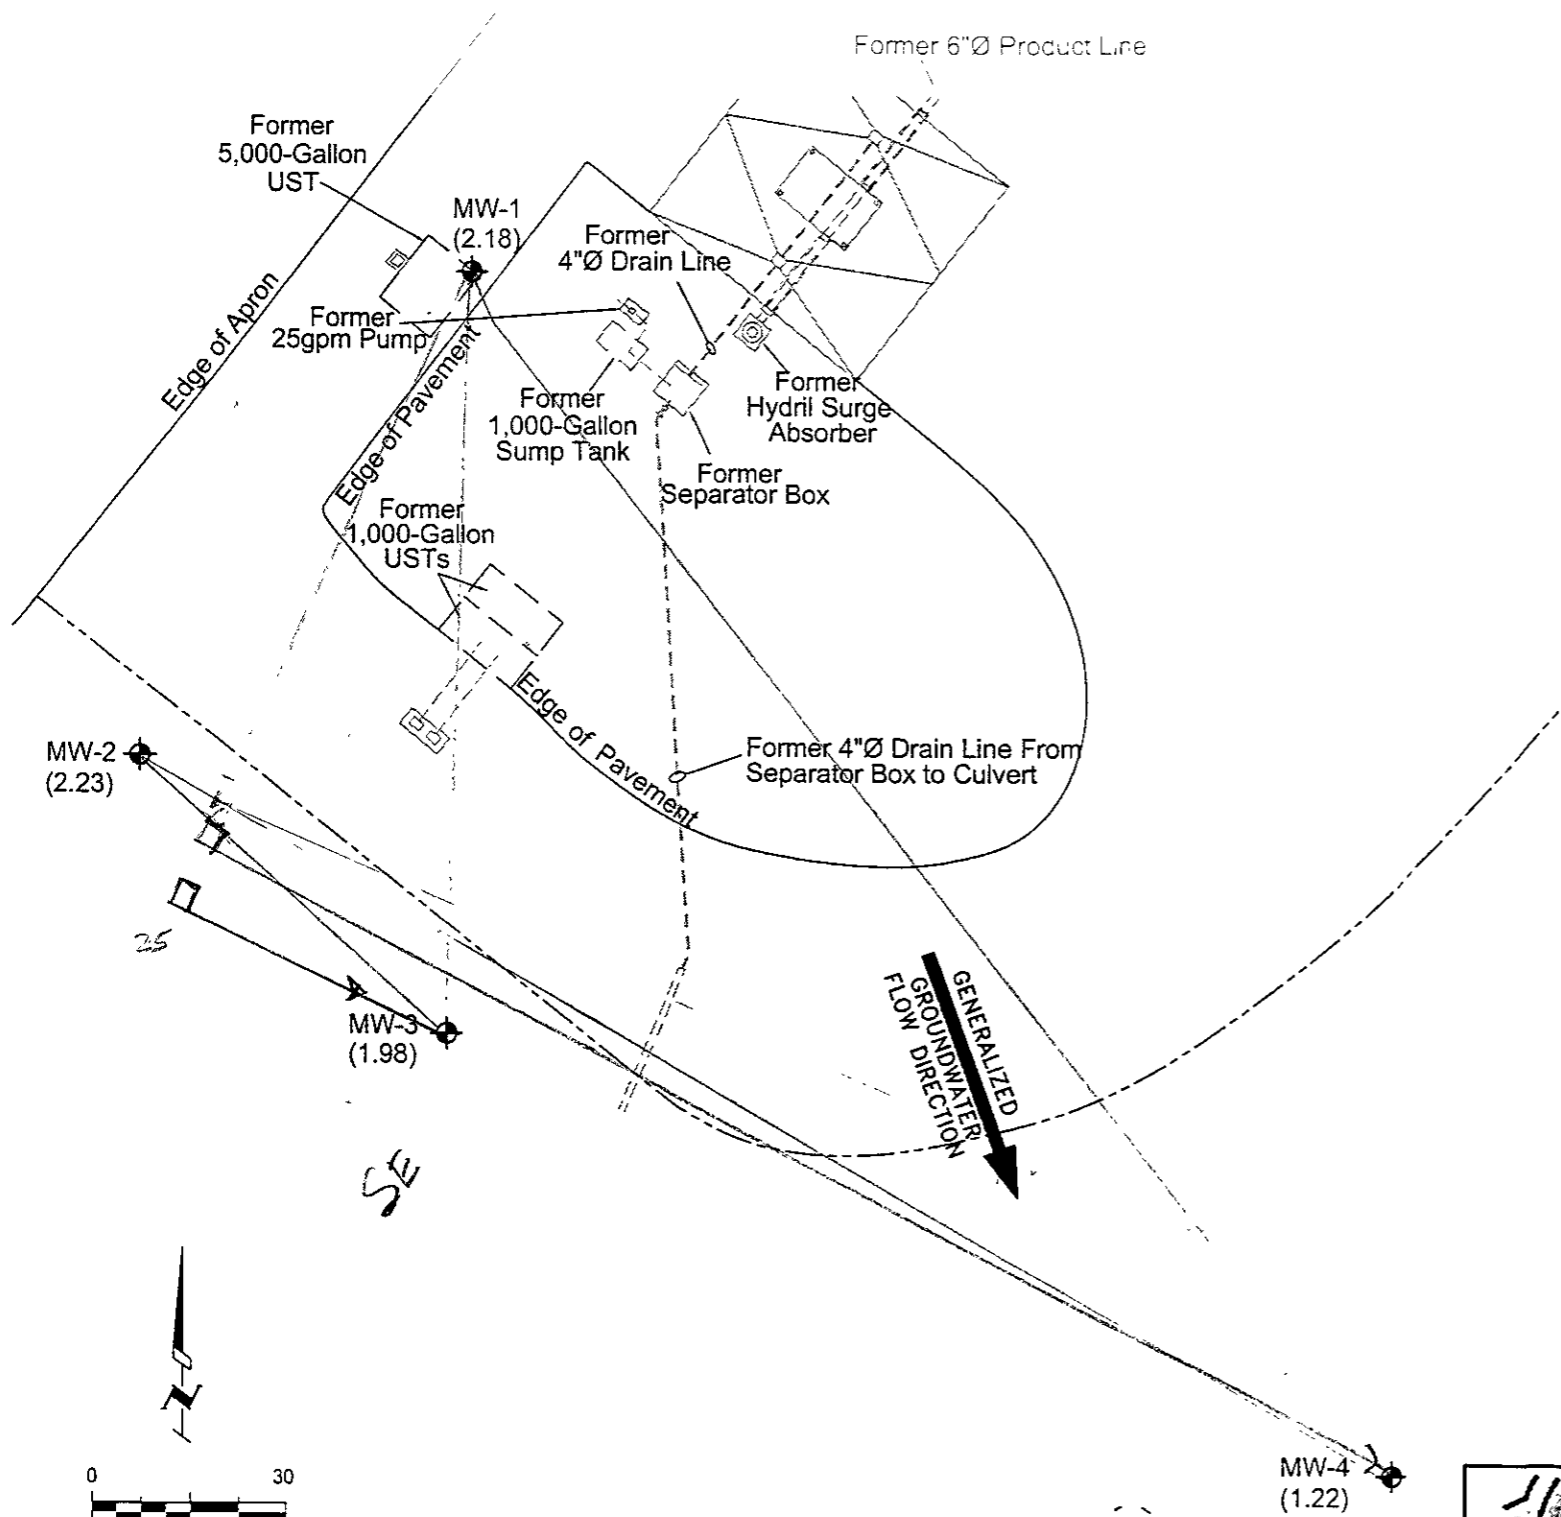 Former 6"Ø Product Line
Former
5,000-Gallon
UST
MW-1
(2.18)
Former
4"Ø Drain Line
Edge of Apron
Former
25gpm Pump
Edge of Pavement
Former
1,000-Gallon
Sump Tank
Former
Hydril Surge
Absorber
Former
Separator Box
Former
1,000-Gallon
USTs
Edge of Pavement
MW-2
(2.23)
Former 4"Ø Drain Line From
Separator Box to Culvert
25
MW-3
(1.98)
GENERALIZED
GROUNDWATER
FLOW DIRECTION
SE
N
0 30
MW-4
(1.22)